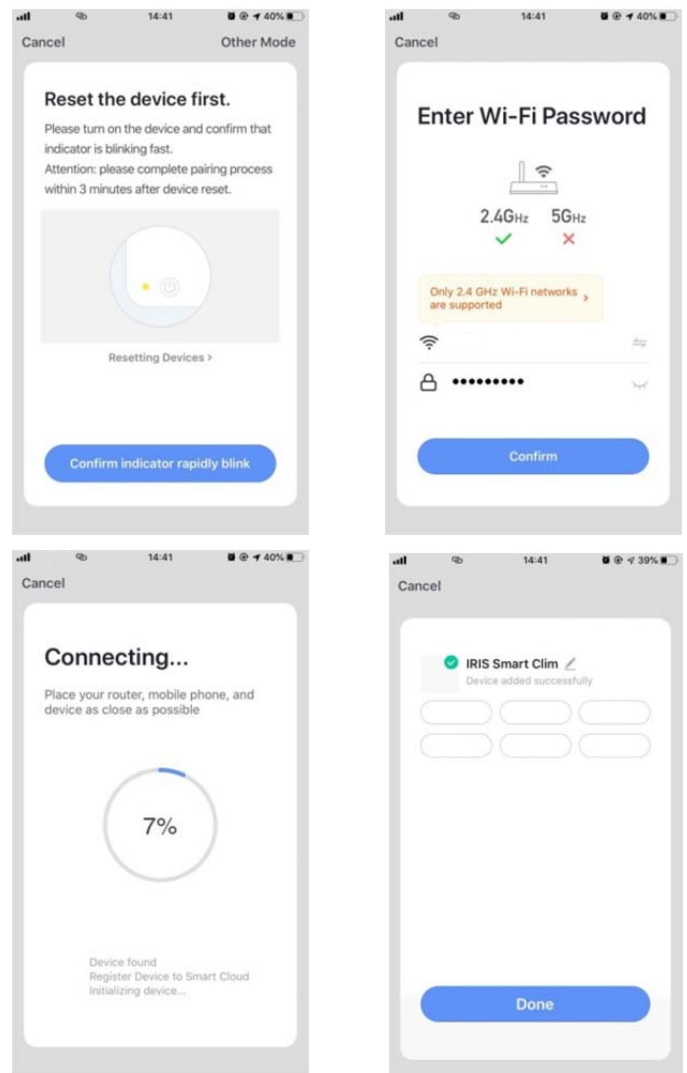 14:41
40%
Cancel
Other Mode
Reset the device first.
Please turn on the device and confirm that
indicator is blinking fast.
Attention: please complete pairing process
within 3 minutes after device reset.
Resetting Devices >
Confirm indicator rapidly blink
14:41
40%
Cancel
Enter Wi-Fi Password
2.4GHz 5GHz
Only 2.4 GHz Wi-Fi networks >
are supported
•••••••••
Confirm
14:41
40%
Cancel
Connecting...
Place your router, mobile phone, and
device as close as possible
7%
Device found
Register Device to Smart Cloud
Initializing device...
14:41
39%
Cancel
IRIS Smart Clim
Device added successfully
Done